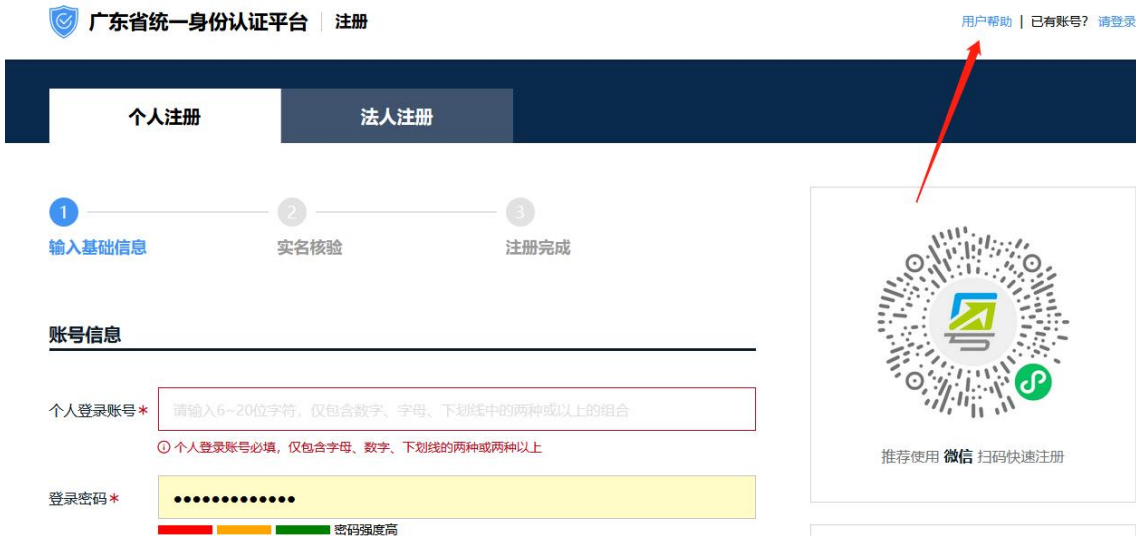 广东省统一身份认证平台 注册
用户帮助 | 已有账号? 请登录
个人注册 法人注册
1 2 3
输入基础信息 实名核验 注册完成
账号信息
个人登录账号* 请输入6~20位字符，仅包含数字、字母、下划线中的两种或以上的组合
个人登录账号必填，仅包含字母、数字、下划线的两种或两种以上
登录密码* •••••••••••••
密码强度高
推荐使用 微信 扫码快速注册